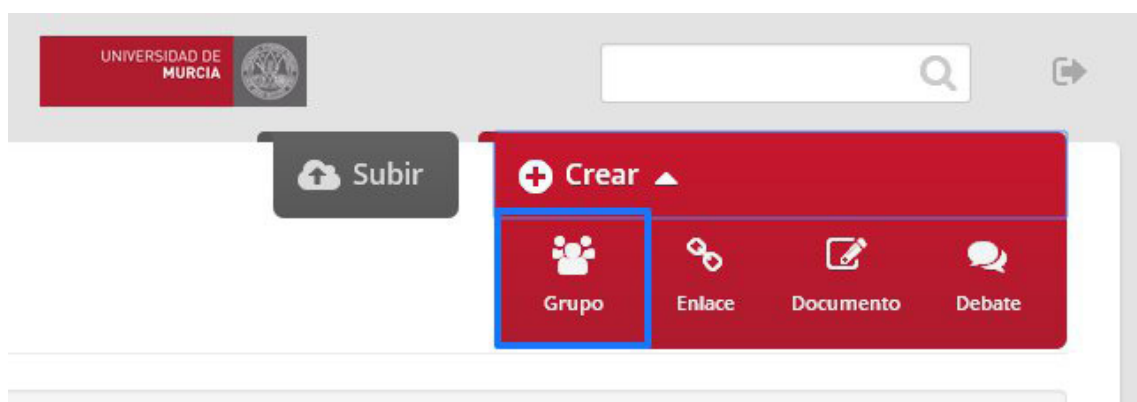 UNIVERSIDAD DE
MURCIA
Subir
Crear
Grupo
Enlace
Documento
Debate